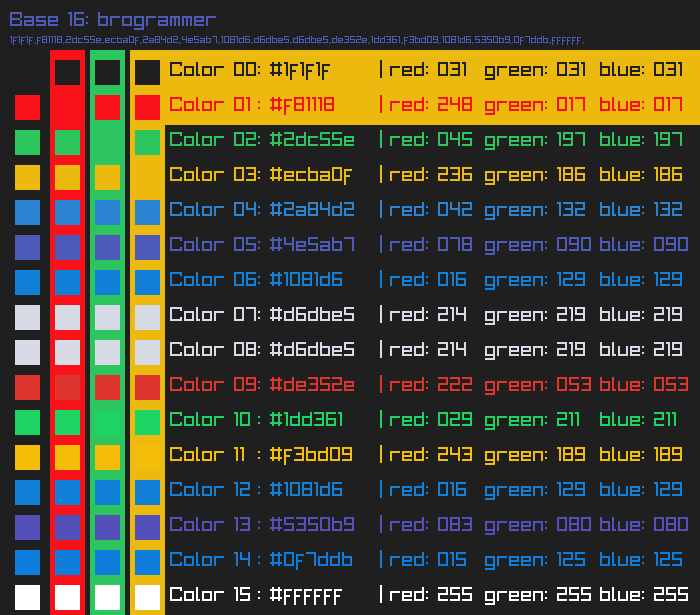 Base 16: brogrammer
1F1F1F,F81118,2dc55e,ecba0F,2a84d2,4e5ab7,1081d6,d6dbe5,d6dbe5,de352e,1dd361,F3bd09,1081d6,5350b9,0F7ddb,FFFFFF,
Color 00: #1F1F1F | red: 031 green: 031 blue: 031
Color 01 : #F81118 | red: 248 green: 017 blue: 017
Color 02: #2dc55e | red: 045 green: 197 blue: 197
Color 03: #ecba0F | red: 236 green: 186 blue: 186
Color 04: #2a84d2 | red: 042 green: 132 blue: 132
Color 05: #4e5ab7 | red: 078 green: 090 blue: 090
Color 06: #1081d6 | red: 016 green: 129 blue: 129
Color 07: #d6dbe5 | red: 214 green: 219 blue: 219
Color 08: #d6dbe5 | red: 214 green: 219 blue: 219
Color 09: #de352e | red: 222 green: 053 blue: 053
Color 10 : #1dd361 | red: 029 green: 211 blue: 211
Color 11 : #F3bd09 | red: 243 green: 189 blue: 189
Color 12 : #1081d6 | red: 016 green: 129 blue: 129
Color 13 : #5350b9 | red: 083 green: 080 blue: 080
Color 14 : #0F7ddb | red: 015 green: 125 blue: 125
Color 15 : #FFFFFF | red: 255 green: 255 blue: 255